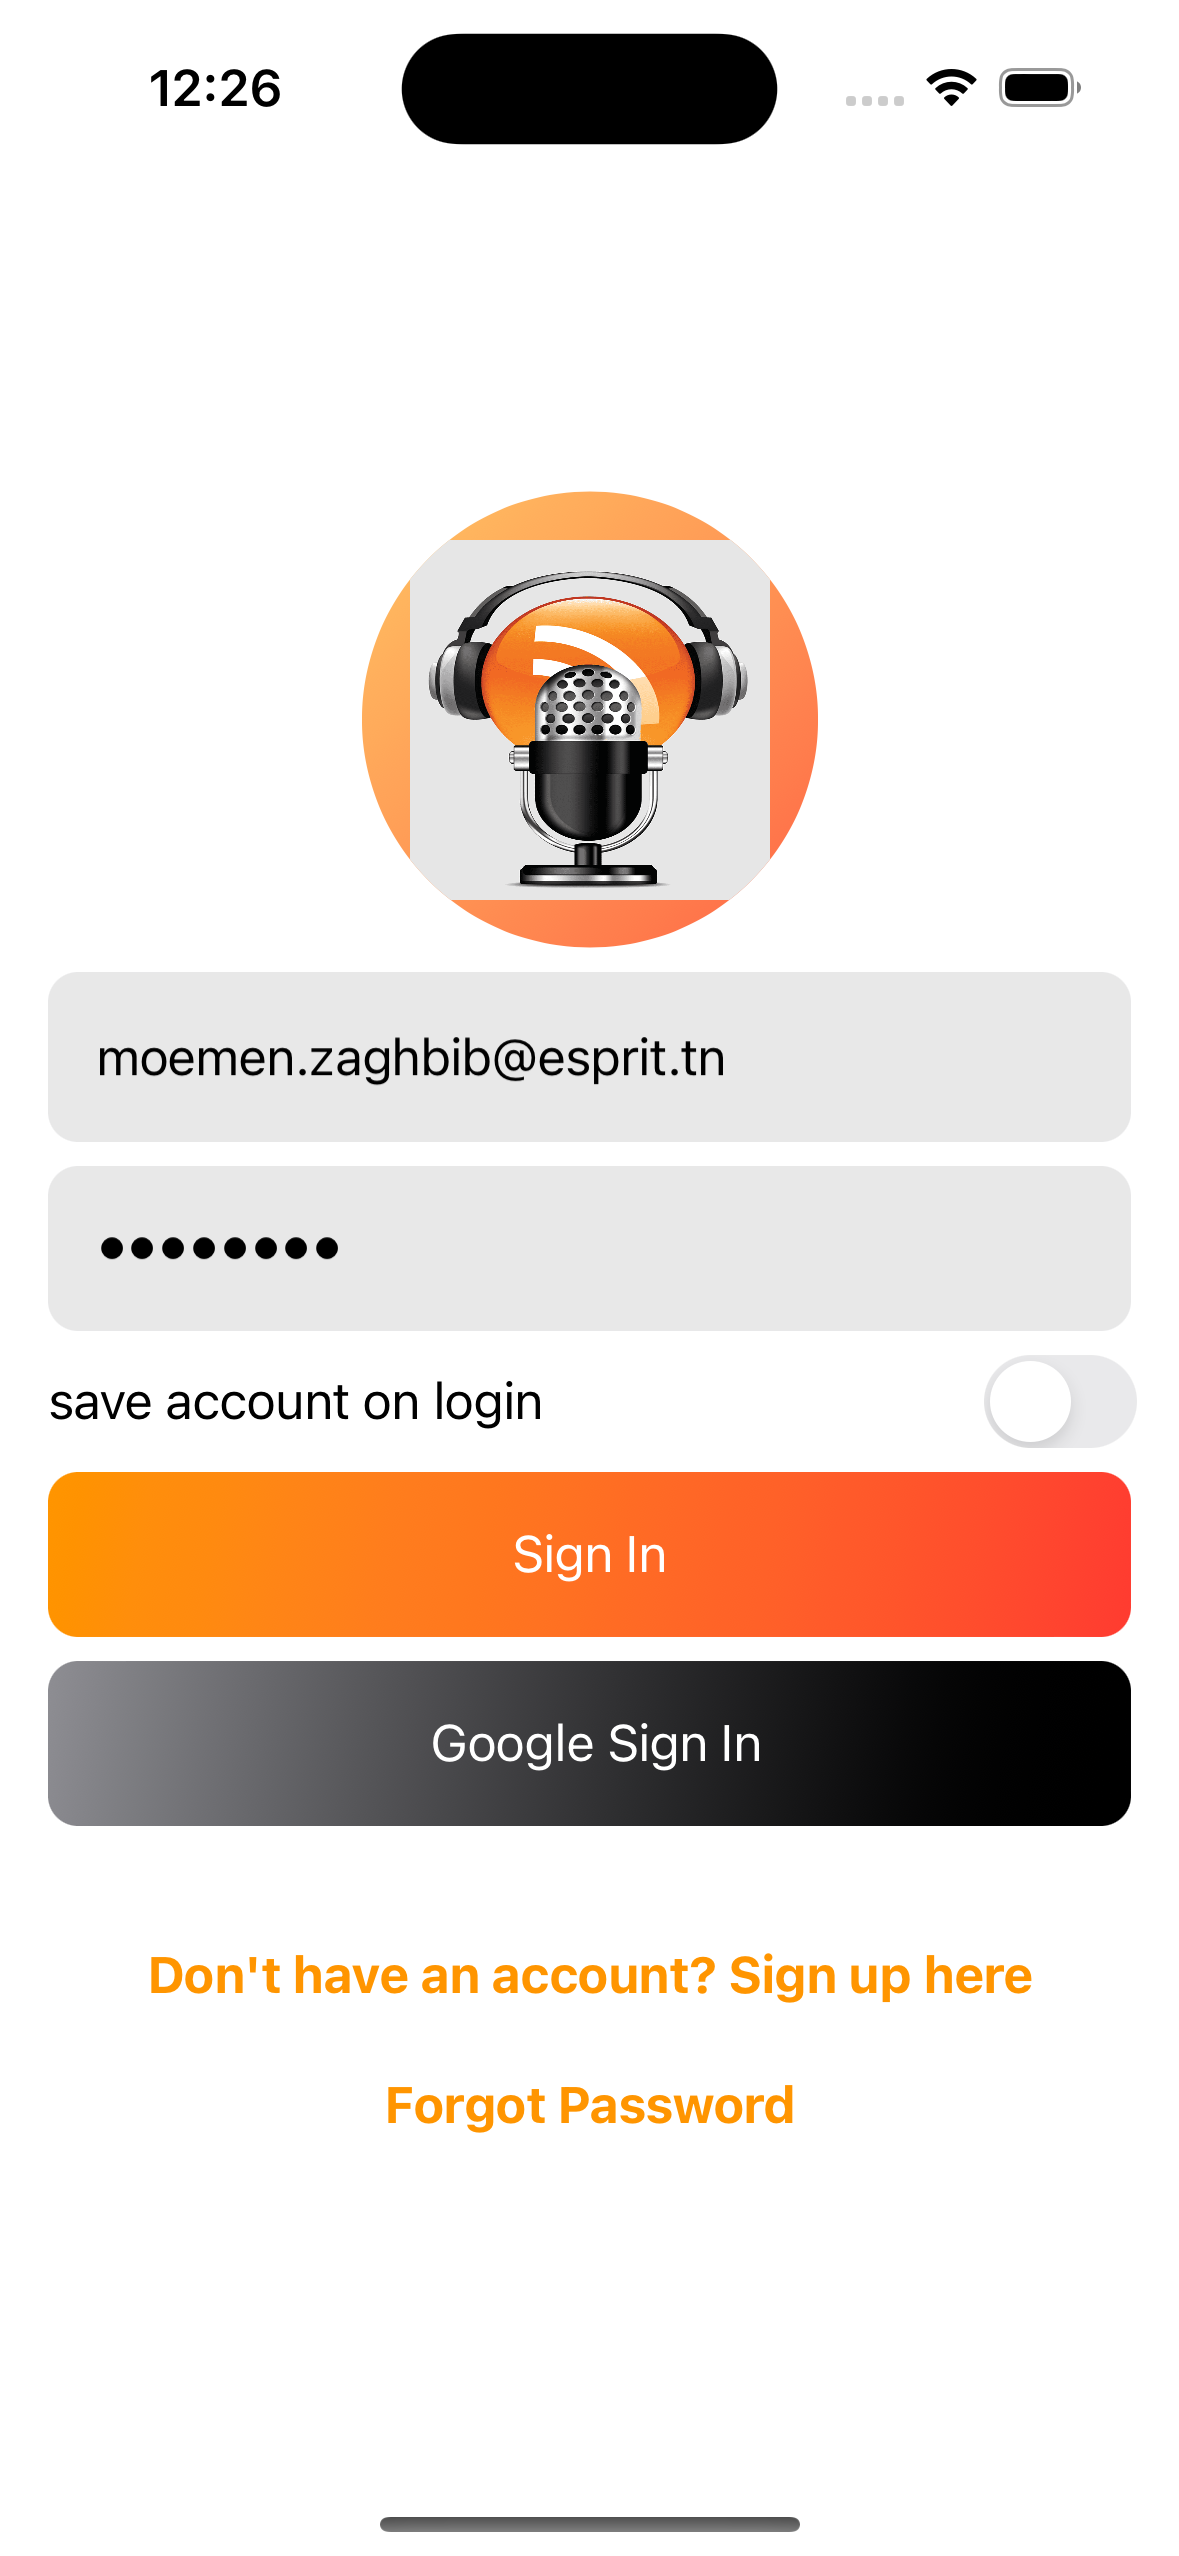 12:26
moemen.zaghbib@esprit.tn
••••••••
save account on login
Sign In
Google Sign In
Don't have an account? Sign up here
Forgot Password